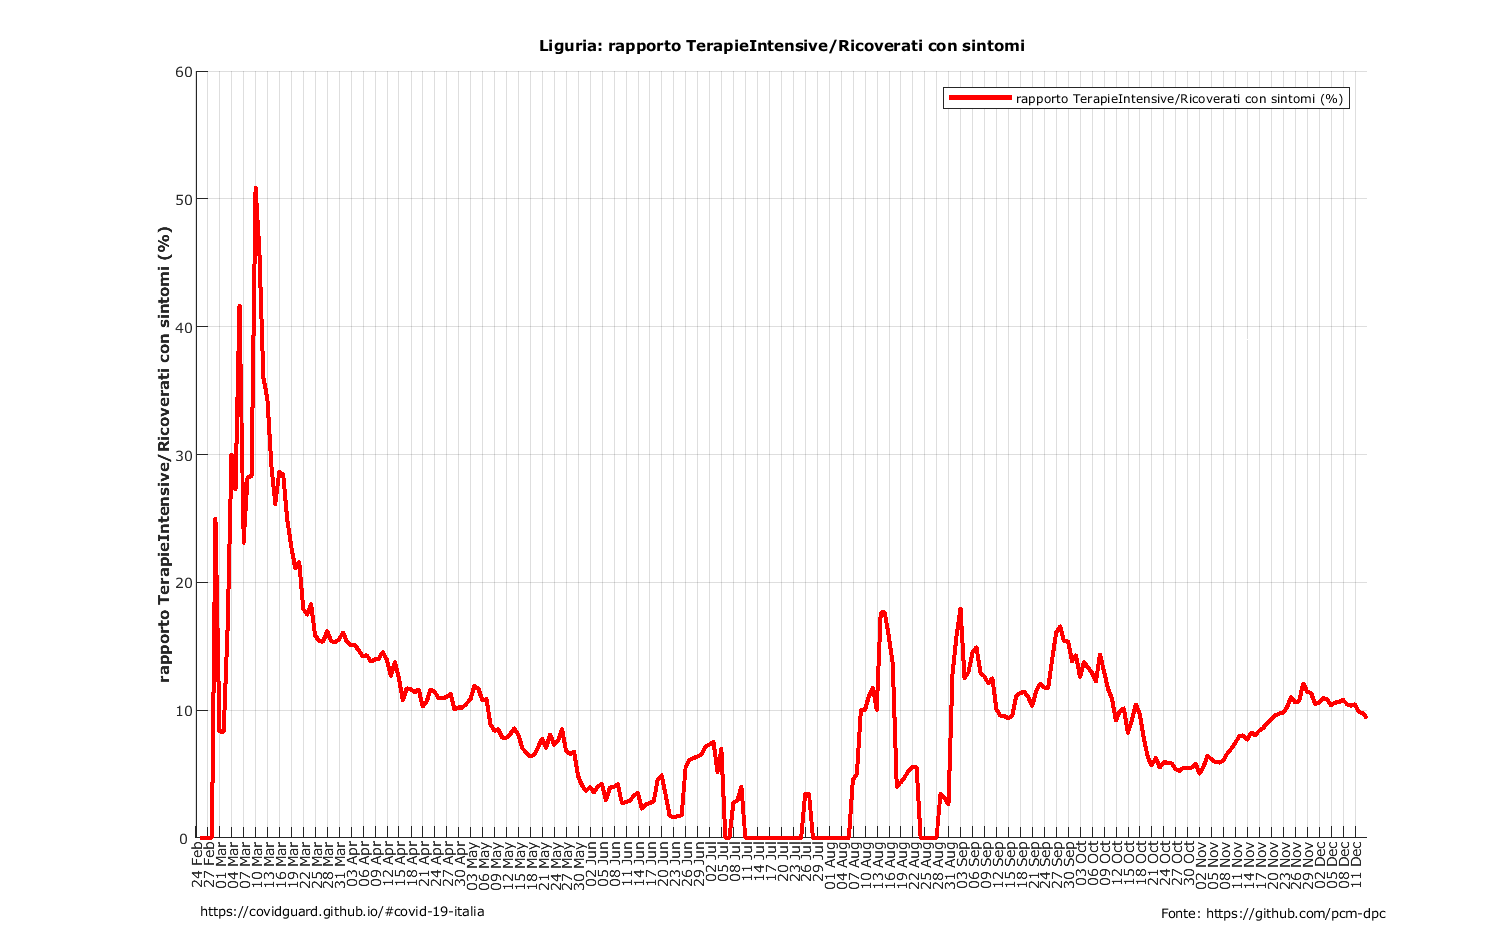 Liguria: rapporto TerapieIntensive/Ricoverati con sintomi
rapporto TerapieIntensive/Ricoverati con sintomi (%)
rapporto TerapieIntensive/Ricoverati con sintomi (%)
60
50
40
30
20
10
0
24 Feb
27 Feb
01 Mar
04 Mar
07 Mar
10 Mar
13 Mar
16 Mar
19 Mar
22 Mar
25 Mar
28 Mar
31 Mar
03 Apr
06 Apr
09 Apr
12 Apr
15 Apr
18 Apr
21 Apr
24 Apr
27 Apr
30 Apr
03 May
06 May
09 May
12 May
15 May
18 May
21 May
24 May
27 May
30 May
02 Jun
05 Jun
08 Jun
11 Jun
14 Jun
17 Jun
20 Jun
23 Jun
26 Jun
29 Jun
02 Jul
05 Jul
08 Jul
11 Jul
14 Jul
17 Jul
20 Jul
23 Jul
26 Jul
29 Jul
01 Aug
04 Aug
07 Aug
10 Aug
13 Aug
16 Aug
19 Aug
22 Aug
25 Aug
28 Aug
31 Aug
03 Sep
06 Sep
09 Sep
12 Sep
15 Sep
18 Sep
21 Sep
24 Sep
27 Sep
30 Sep
03 Oct
06 Oct
09 Oct
12 Oct
15 Oct
18 Oct
21 Oct
24 Oct
27 Oct
30 Oct
02 Nov
05 Nov
08 Nov
11 Nov
14 Nov
17 Nov
20 Nov
23 Nov
26 Nov
29 Nov
02 Dec
05 Dec
08 Dec
11 Dec
https://covidguard.github.io/#covid-19-italia
Fonte: https://github.com/pcm-dpc